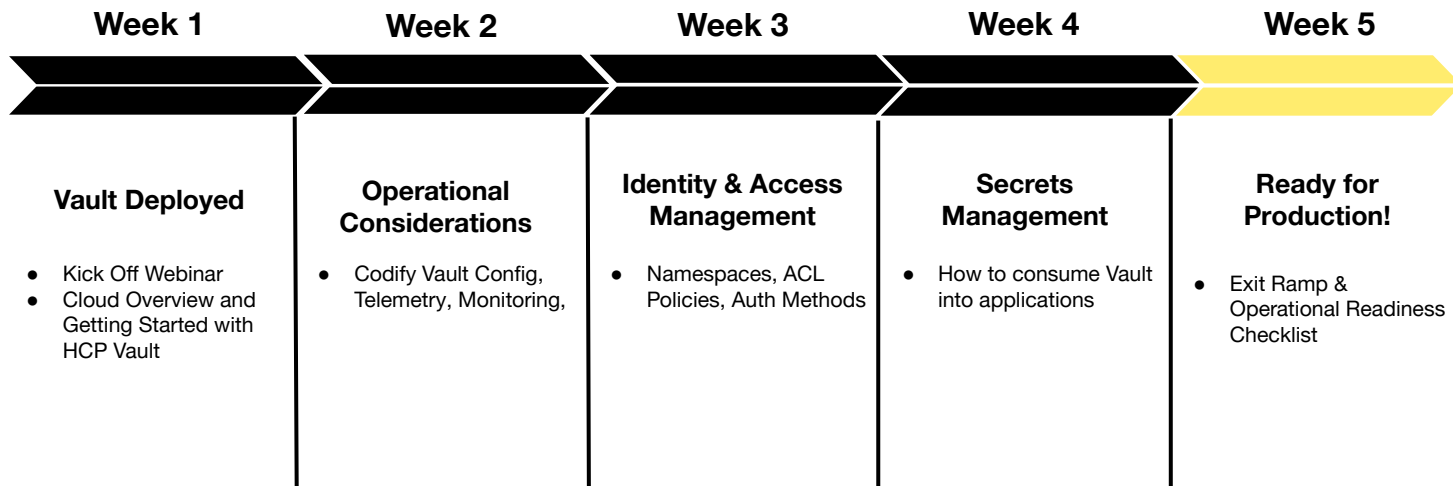 Week 1
Week 2
Week 3
Week 4
Week 5
Vault Deployed
● Kick Off Webinar
● Cloud Overview and
Getting Started with
HCP Vault
Operational
Considerations
● Codify Vault Config,
Telemetry, Monitoring,
Identity & Access
Management
● Namespaces, ACL
Policies, Auth Methods
Secrets
Management
● How to consume Vault
into applications
Ready for
Production!
● Exit Ramp &
Operational Readiness
Checklist